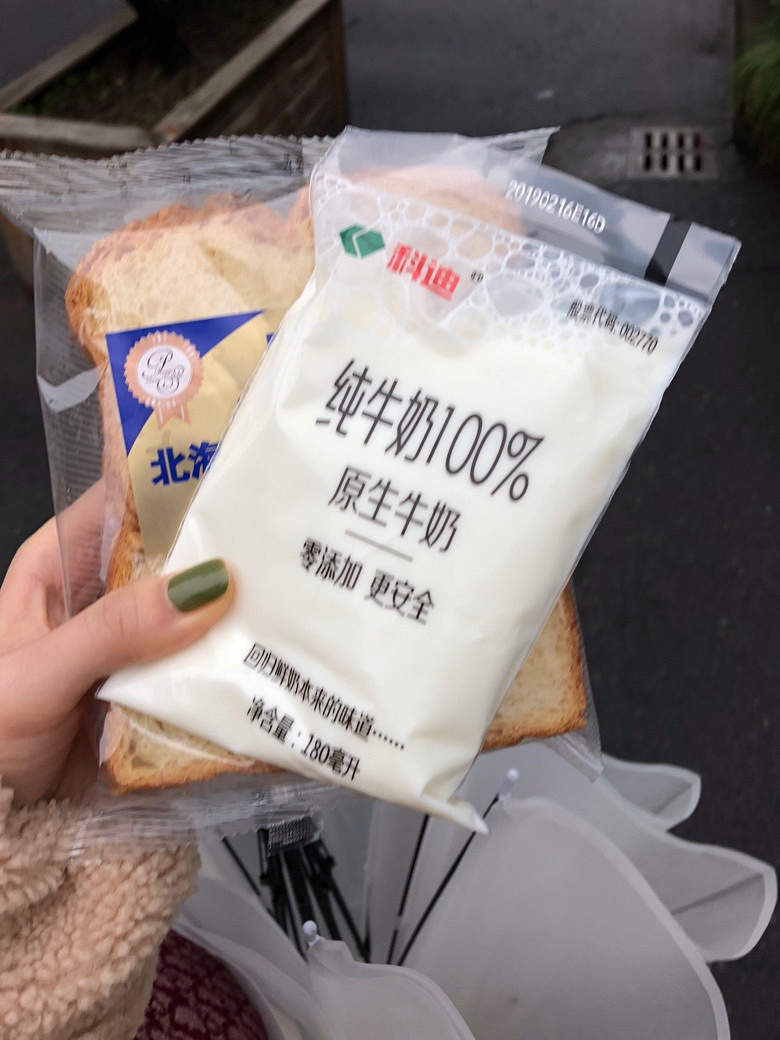 20190216E16D
科迪
股票代码:002770
纯牛奶100%
原生牛奶
零添加 更安全
回归鲜奶本来的味道……
净含量：180毫升
北海